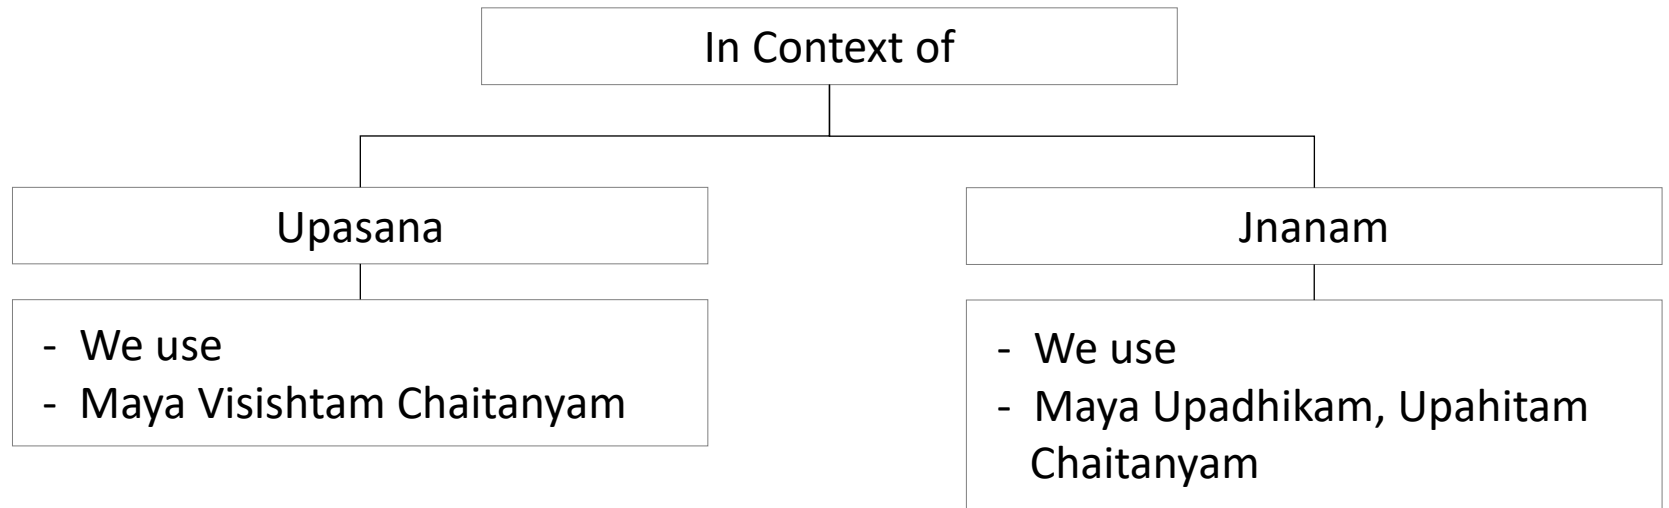 In Context of
Upasana
Jnanam
- We use
- Maya Visishtam Chaitanyam
- We use
- Maya Upadhikam, Upahitam
Chaitanyam